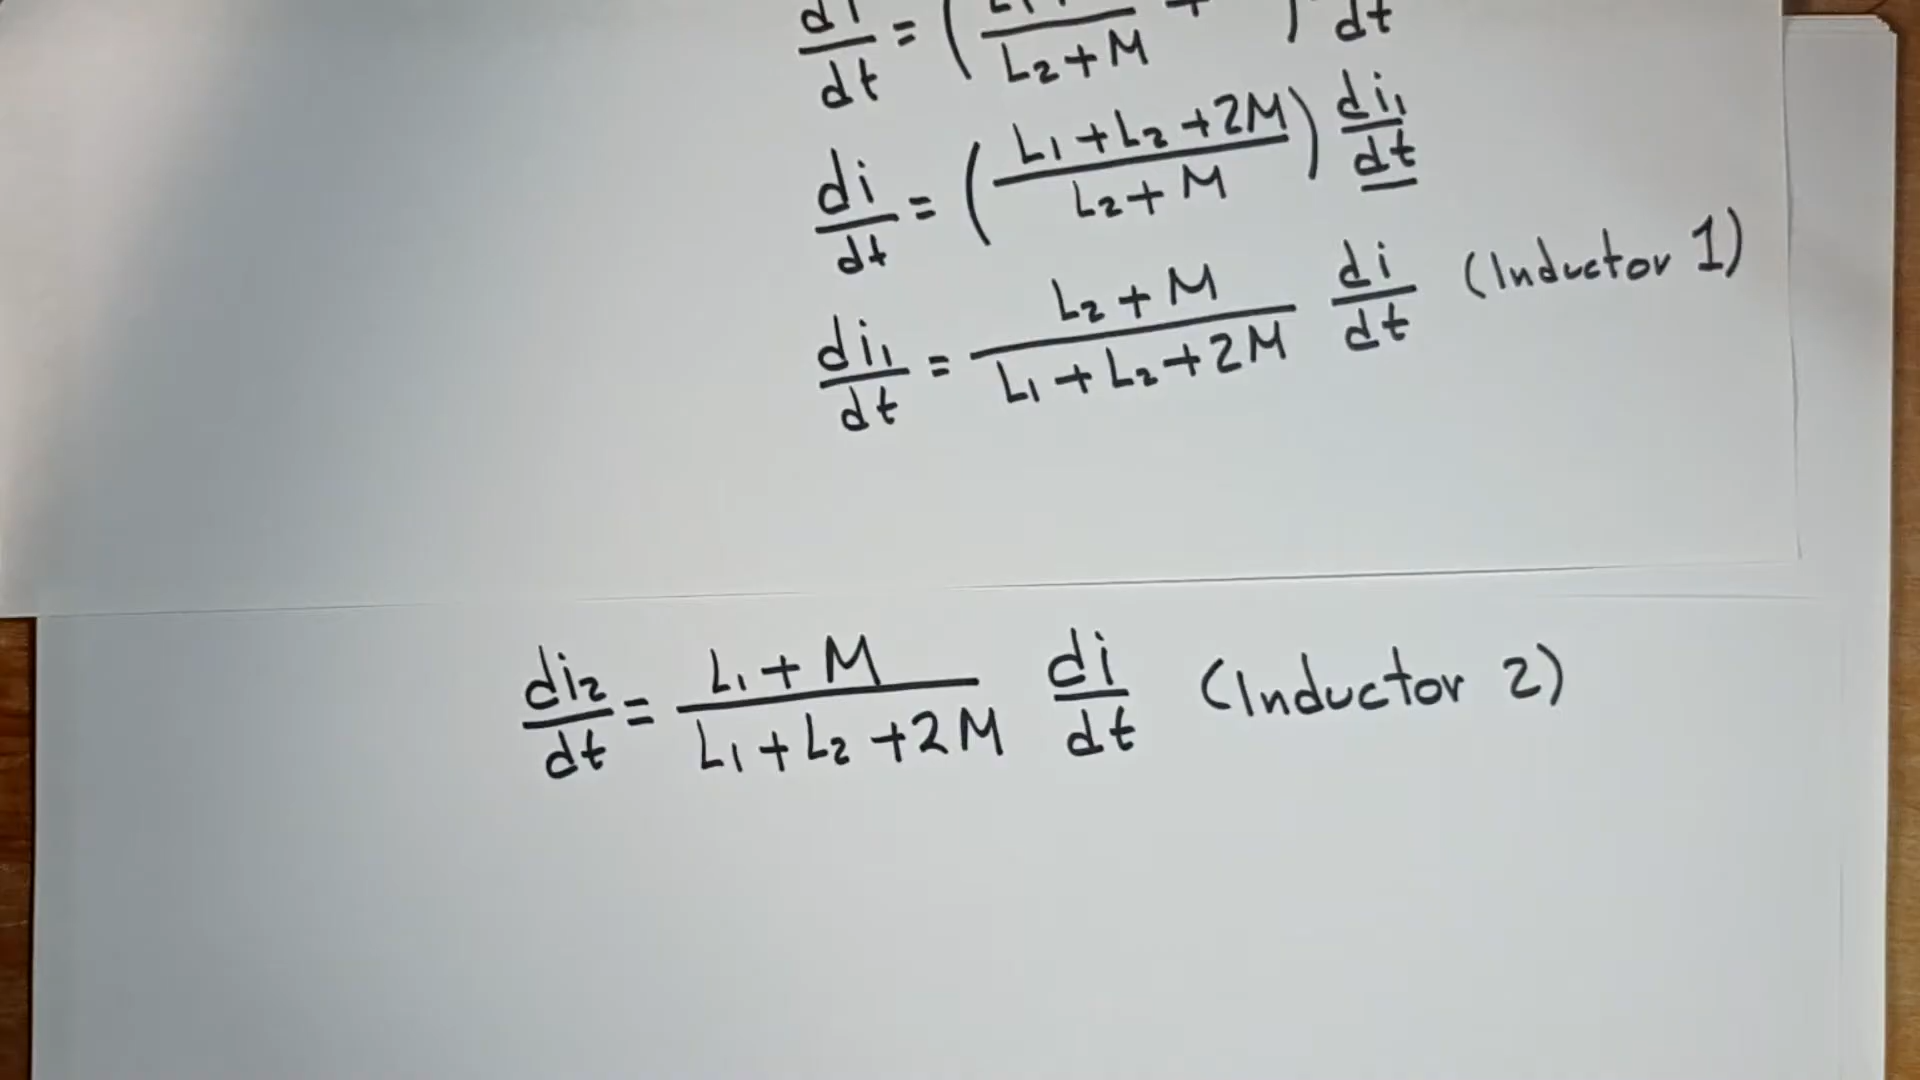 di/dt = ( /L₂+M + ) dt
di/dt = (L₁+L₂+2M/L₂+M) di₁/dt
di₁/dt = L₂+M/L₁+L₂+2M di/dt (Inductor 1)
di₂/dt = L₁+M/L₁+L₂+2M di/dt (Inductor 2)